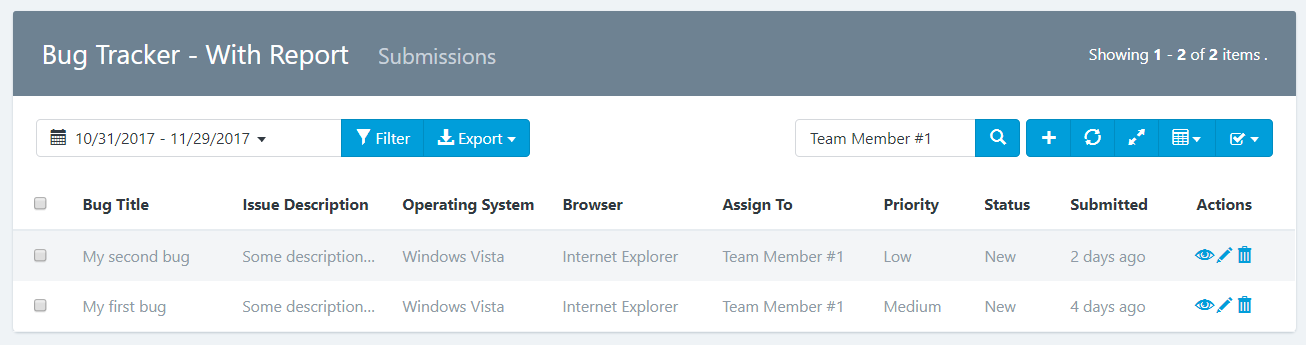 Bug Tracker - With Report Submissions Showing 1 - 2 of 2 items .
10/31/2017 - 11/29/2017 Filter Export Team Member #1
Bug Title Issue Description Operating System Browser Assign To Priority Status Submitted Actions
My second bug Some description... Windows Vista Internet Explorer Team Member #1 Low New 2 days ago
My first bug Some description... Windows Vista Internet Explorer Team Member #1 Medium New 4 days ago